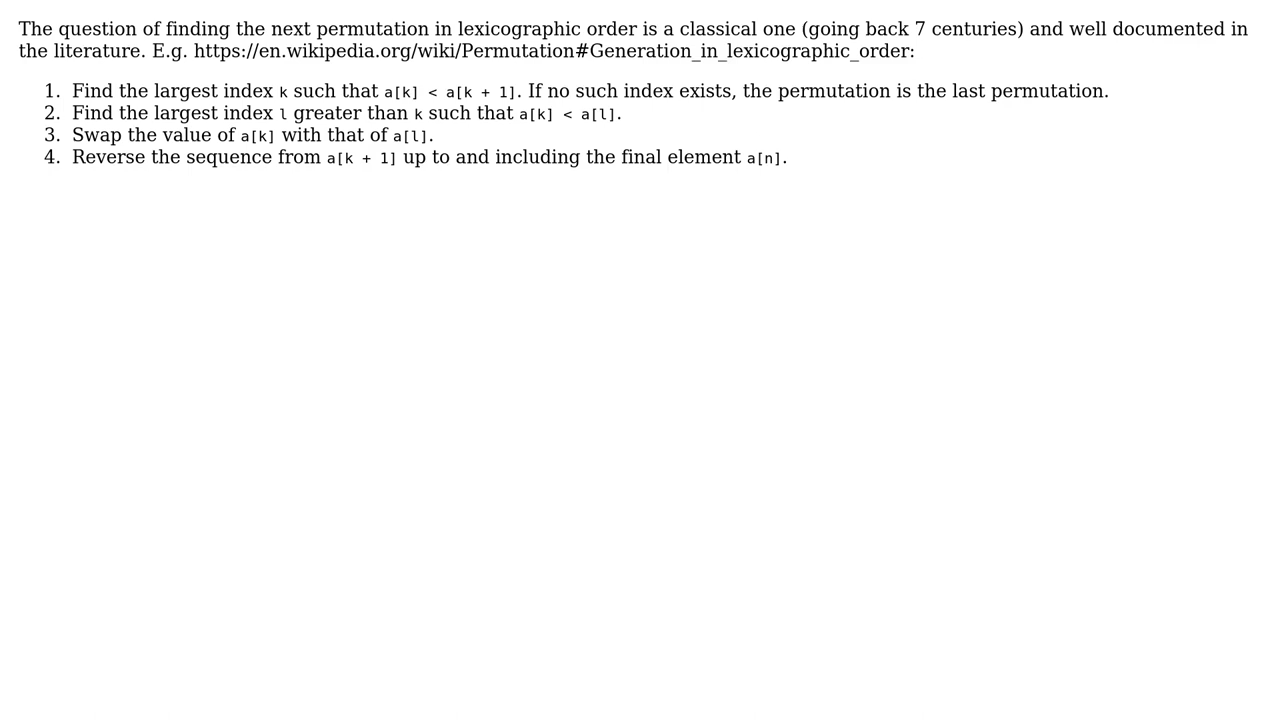 The question of finding the next permutation in lexicographic order is a classical one (going back 7 centuries) and well documented in
the literature. E.g. https://en.wikipedia.org/wiki/Permutation#Generation_in_lexicographic_order:
1. Find the largest index k such that a[k] < a[k + 1]. If no such index exists, the permutation is the last permutation.
2. Find the largest index l greater than k such that a[k] < a[l].
3. Swap the value of a[k] with that of a[l].
4. Reverse the sequence from a[k + 1] up to and including the final element a[n].